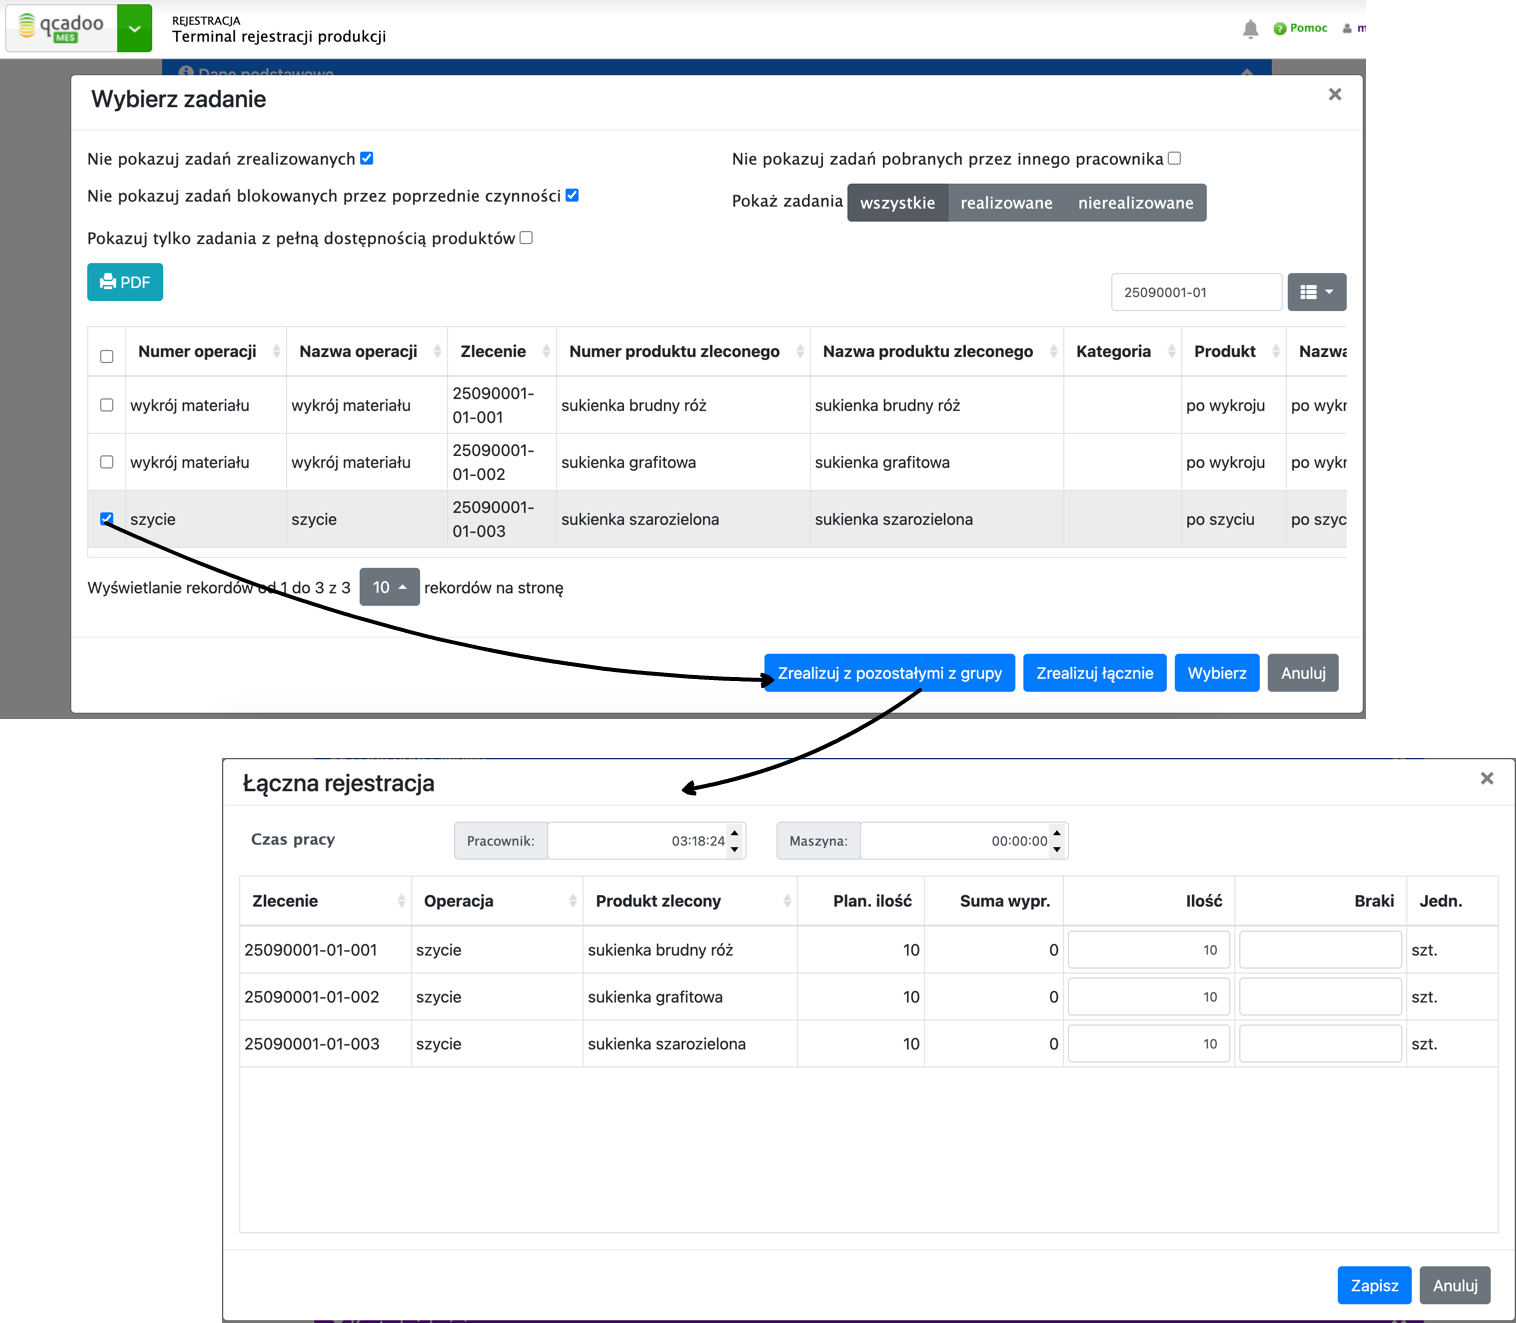 qcadoo
MES
REJESTRACJA
Terminal rejestracji produkcji
Pomoc
m
Dane podstawowe
Wybierz zadanie
Nie pokazuj zadań zrealizowanych
Nie pokazuj zadań pobranych przez innego pracownika
Nie pokazuj zadań blokowanych przez poprzednie czynności
Pokaż zadania wszystkie realizowane nierealizowane
Pokazuj tylko zadania z pełną dostępnością produktów
PDF
25090001-01
Numer operacji Nazwa operacji Zlecenie Numer produktu zleconego Nazwa produktu zleconego Kategoria Produkt Nazwa
wykrój materiału wykrój materiału 25090001-01-001 sukienka brudny róż sukienka brudny róż po wykroju po wykr
wykrój materiału wykrój materiału 25090001-01-002 sukienka grafitowa sukienka grafitowa po wykroju po wykr
szycie szycie 25090001-01-003 sukienka szarozielona sukienka szarozielona po szyciu po szyc
Wyświetlanie rekordów od 1 do 3 z 3 10 rekordów na stronę
Zrealizuj z pozostałymi z grupy Zrealizuj łącznie Wybierz Anuluj
Łączna rejestracja
Czas pracy Pracownik: 03:18:24 Maszyna: 00:00:00
Zlecenie Operacja Produkt zlecony Plan. ilość Suma wypr. Ilość Braki Jedn.
25090001-01-001 szycie sukienka brudny róż 10 0 10 szt.
25090001-01-002 szycie sukienka grafitowa 10 0 10 szt.
25090001-01-003 szycie sukienka szarozielona 10 0 10 szt.
Zapisz Anuluj